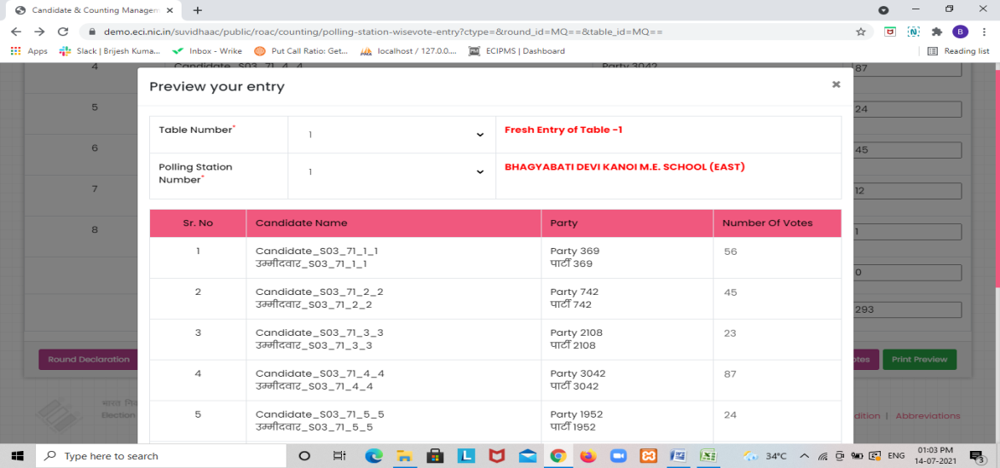 Candidate & Counting Managem
demo.eci.nic.in/suvidhaac/public/roac/counting/polling-station-wisevote-entry?ctype=&round_id=MQ==&table_id=MQ==
B
Apps Slack | Brijesh Kuma... Inbox - Wrike Put Call Ratio: Get... localhost / 127.0.0.... ECIPMS | Dashboard Reading list
4 Candidate_S03_71_4_4 Party 3042 87
Preview your entry
5 24
Table Number* 1 Fresh Entry of Table -1
6 45
Polling Station Number* 1 BHAGYABATI DEVI KANOI M.E. SCHOOL (EAST)
7 12
Sr. No Candidate Name Party Number Of Votes
8 1
1 Candidate_S03_71_1_1 Party 369 56
उम्मीदवार_S03_71_1_1 पार्टी 369
0
2 Candidate_S03_71_2_2 Party 742 45
उम्मीदवार_S03_71_2_2 पार्टी 742
293
3 Candidate_S03_71_3_3 Party 2108 23
उम्मीदवार_S03_71_3_3 पार्टी 2108
Round Declaration otes Print Preview
4 Candidate_S03_71_4_4 Party 3042 87
उम्मीदवार_S03_71_4_4 पार्टी 3042
भारत
Election
5 Candidate_S03_71_5_5 Party 1952 24
उम्मीदवार_S03_71_5_5 पार्टी 1952
dition | Abbreviations
Type here to search 34°C ENG 01:03 PM
14-07-2021
3